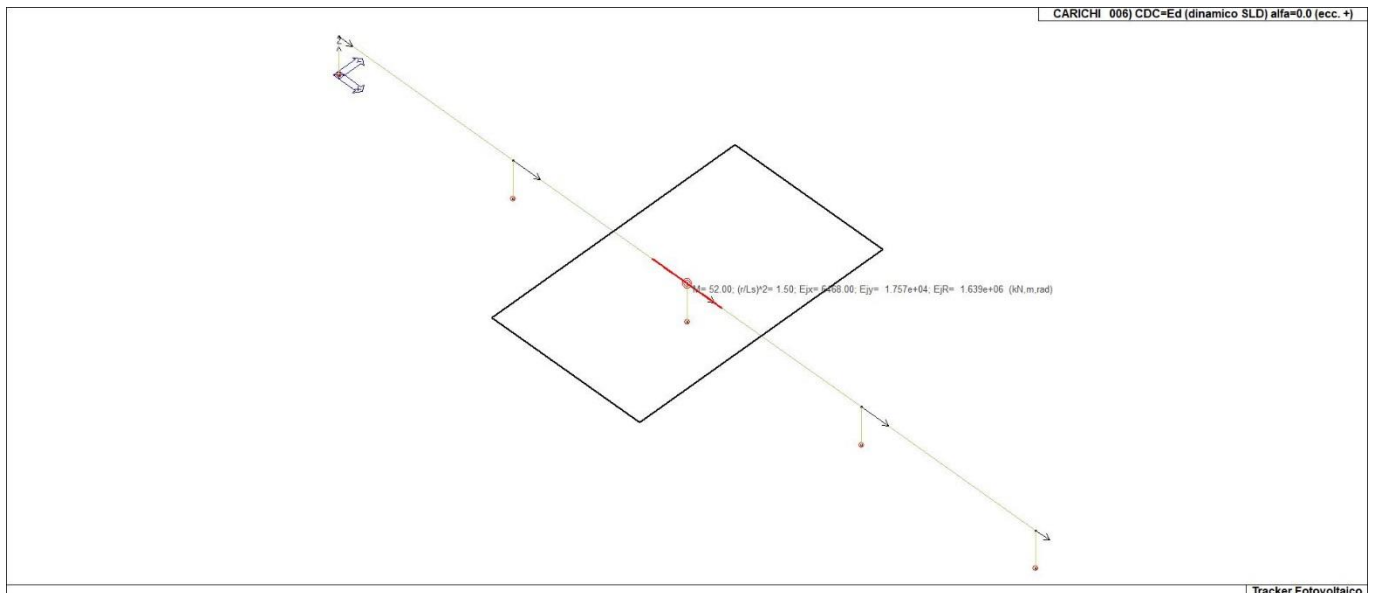 CARICHI 006) CDC=Ed (dinamico SLD) alfa=0.0 (ecc. +)
Z
M= 52.00; (r/Ls)^2= 1.50; Ejx= 6468.00; Ejy= 1.757e+04; EjR= 1.639e+06 (kN,m,rad)
Tracker Fotovoltaico